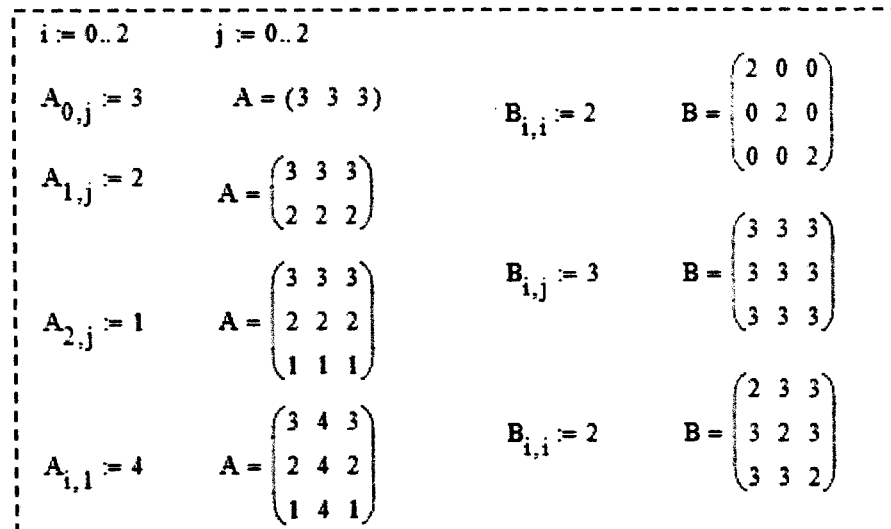 i := 0.. 2 j := 0.. 2
A0,j := 3 A = (3 3 3)
A1,j := 2 A = (3 3 3
2 2 2)
A2,j := 1 A = (3 3 3
2 2 2
1 1 1)
Ai,1 := 4 A = (3 4 3
2 4 2
1 4 1)
Bi,i := 2 B = (2 0 0
0 2 0
0 0 2)
Bi,j := 3 B = (3 3 3
3 3 3
3 3 3)
Bi,i := 2 B = (2 3 3
3 2 3
3 3 2)